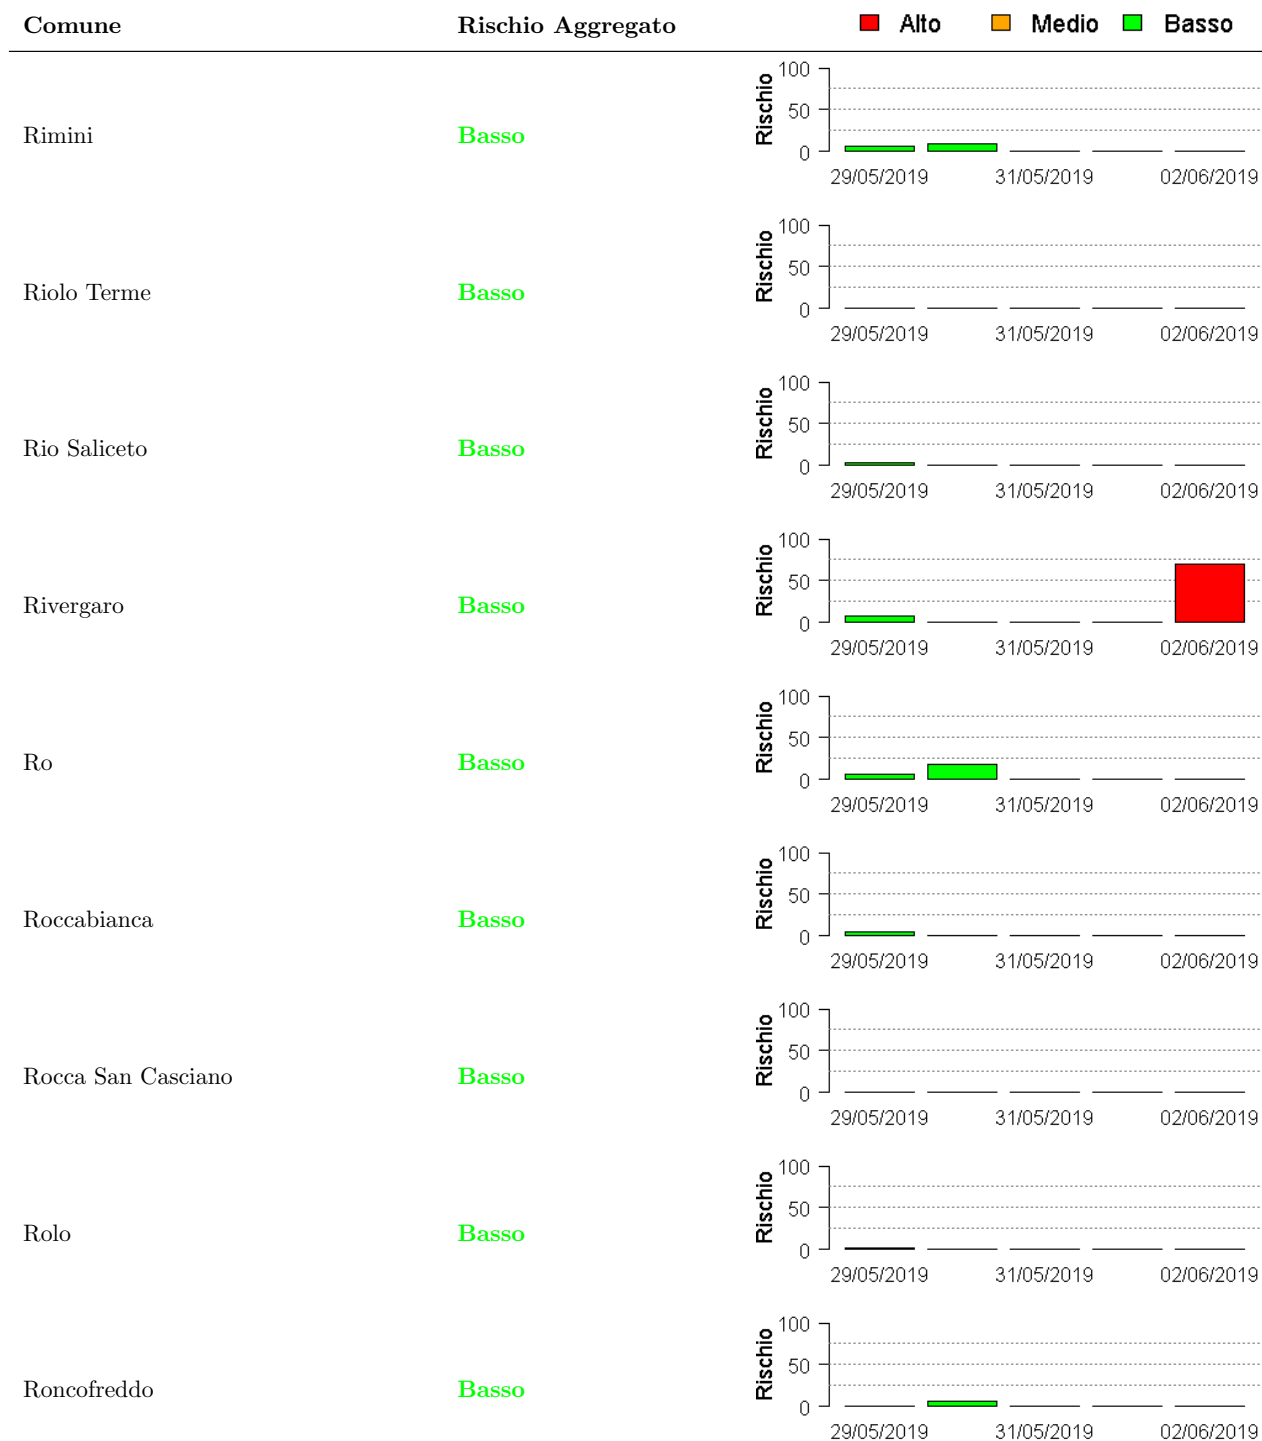 Comune Rischio Aggregato Alto Medio Basso
Rimini Basso Rischio 100 50 0
29/05/2019 31/05/2019 02/06/2019
Riolo Terme Basso Rischio 100 50 0
29/05/2019 31/05/2019 02/06/2019
Rio Saliceto Basso Rischio 100 50 0
29/05/2019 31/05/2019 02/06/2019
Rivergaro Basso Rischio 100 50 0
29/05/2019 31/05/2019 02/06/2019
Ro Basso Rischio 100 50 0
29/05/2019 31/05/2019 02/06/2019
Roccabianca Basso Rischio 100 50 0
29/05/2019 31/05/2019 02/06/2019
Rocca San Casciano Basso Rischio 100 50 0
29/05/2019 31/05/2019 02/06/2019
Rolo Basso Rischio 100 50 0
29/05/2019 31/05/2019 02/06/2019
Roncofreddo Basso Rischio 100 50 0
29/05/2019 31/05/2019 02/06/2019